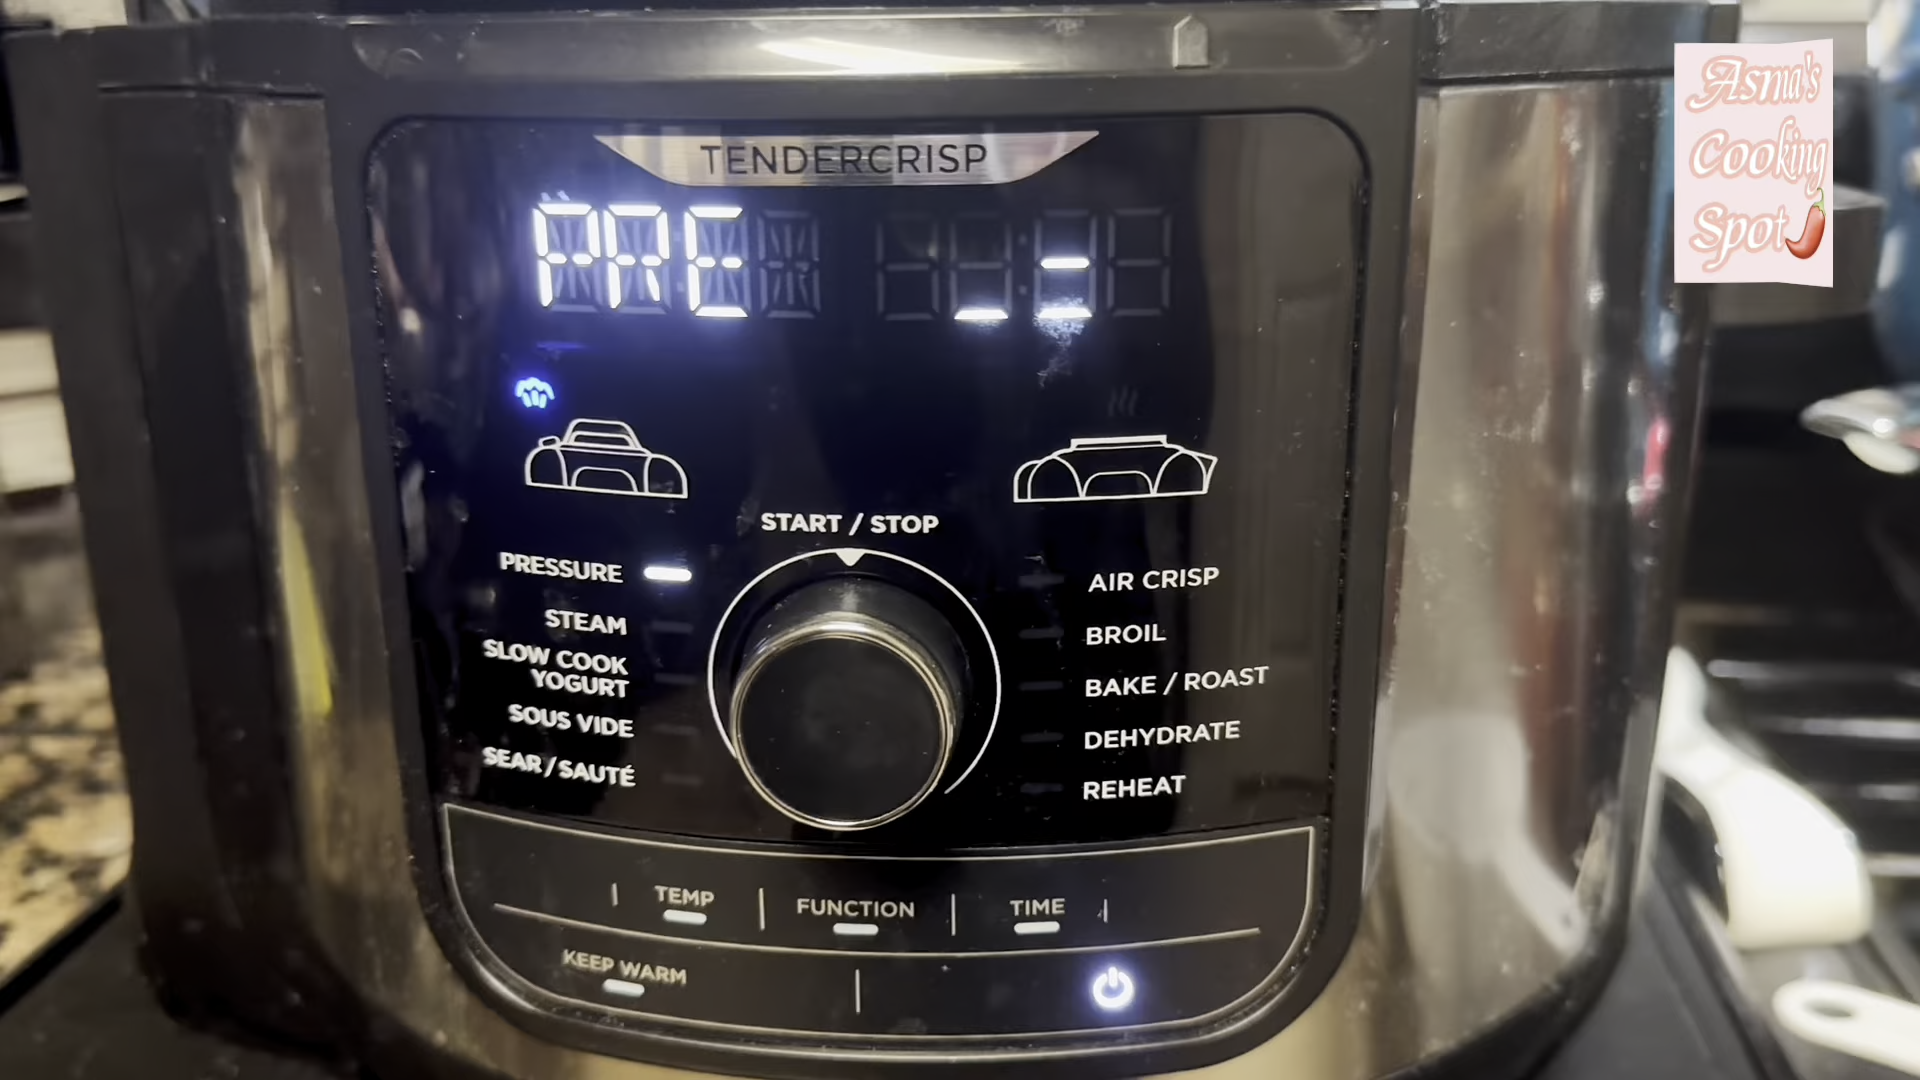 TENDERCRISP
PRE
START / STOP
PRESSURE
STEAM
SLOW COOK
YOGURT
SOUS VIDE
SEAR/SAUTÉ
AIR CRISP
BROIL
BAKE / ROAST
DEHYDRATE
REHEAT
TEMP
FUNCTION
TIME
KEEP WARM
Asma's
Cooking
Spot